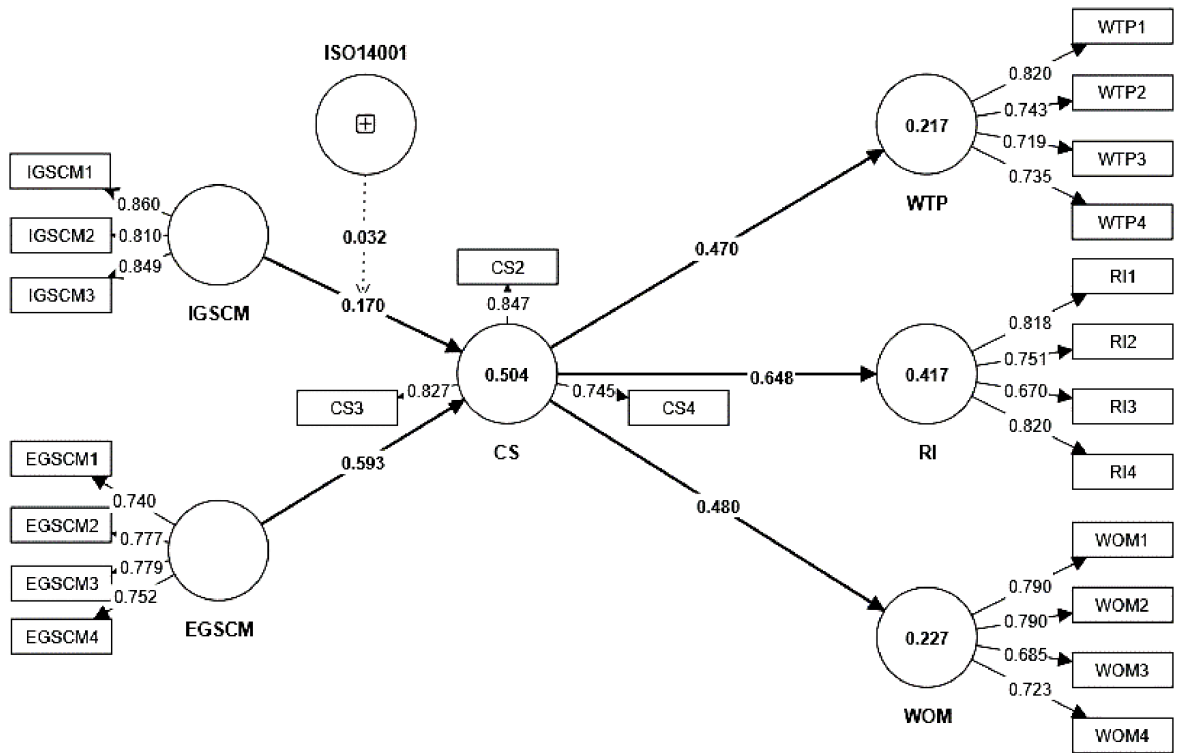 ISO14001
0.032
IGSCM1
IGSCM2
IGSCM3
0.860
0.810
0.849
IGSCM
0.170
EGSCM1
EGSCM2
EGSCM3
EGSCM4
0.740
0.777
0.779
0.752
EGSCM
0.593
CS2
0.847
CS3
0.827
0.504
0.745
CS4
CS
0.470
0.648
0.480
0.217
WTP
0.820
0.743
0.719
0.735
WTP1
WTP2
WTP3
WTP4
0.417
RI
0.818
0.751
0.670
0.820
RI1
RI2
RI3
RI4
0.227
WOM
0.790
0.790
0.685
0.723
WOM1
WOM2
WOM3
WOM4